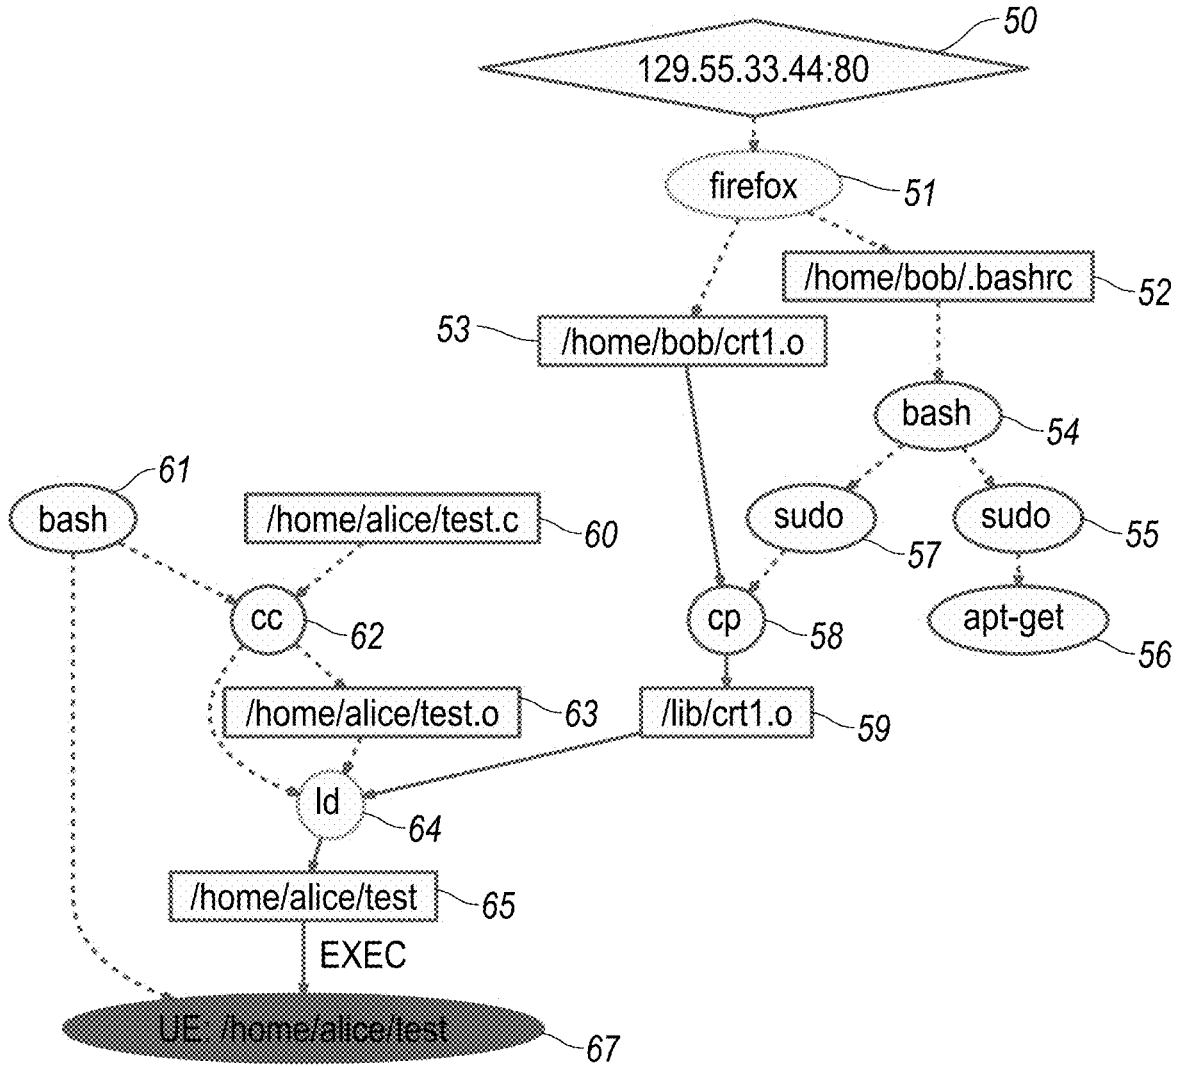 50
129.55.33.44:80
firefox
51
/home/bob/.bashrc
52
53
/home/bob/crt1.o
bash
54
61
bash
/home/alice/test.c
60
sudo
57
sudo
55
cc
62
cp
58
apt-get
56
/home/alice/test.o
63
/lib/crt1.o
59
ld
64
/home/alice/test
65
EXEC
UE: /home/alice/test
67